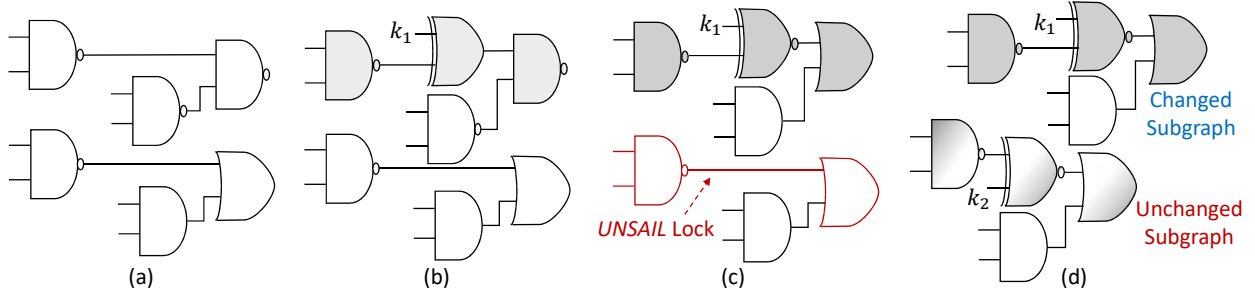 k₁
k₁
k₁
Changed
Subgraph
k₂
UNSAIL Lock
Unchanged
Subgraph
(a)
(b)
(c)
(d)